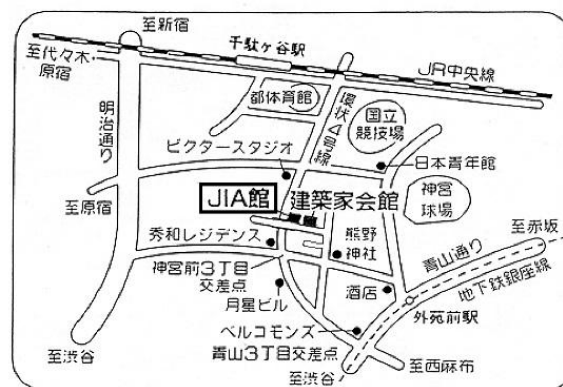 至新宿
千駄ヶ谷駅
至代々木・
原宿
JR中央線
明治通り
都体育館
環状4号線
国立
競技場
ビクタースタジオ
日本青年館
JIA館
建築家会館
神宮
球場
至原宿
秀和レジデンス
熊野
神社
至赤坂
青山通り
地下鉄銀座線
神宮前3丁目
交差点
月星ビル
酒店
外苑前駅
ベルコモンズ
青山3丁目交差点
至渋谷
至渋谷
至西麻布